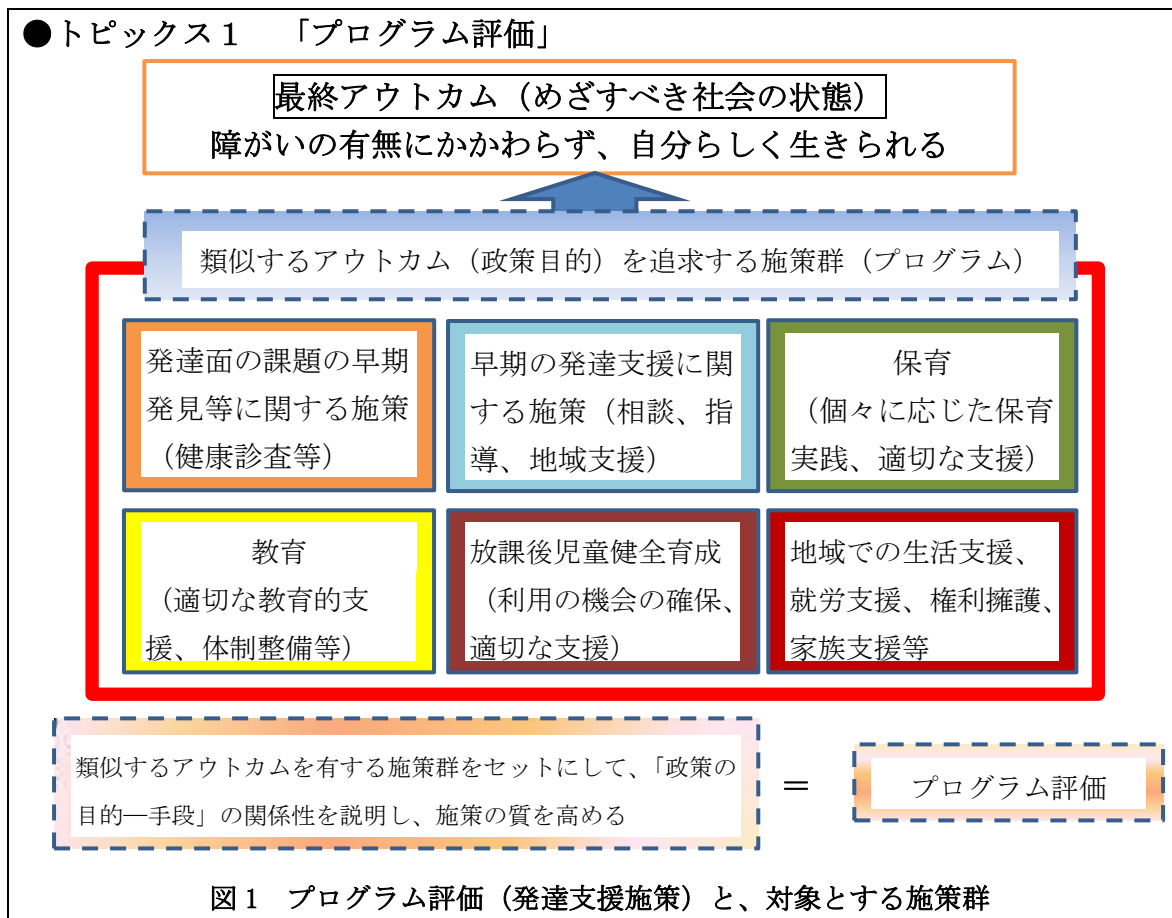 ●トピックス１　「プログラム評価」
最終アウトカム（めざすべき社会の状態）
障がいの有無にかかわらず、自分らしく生きられる
類似するアウトカム（政策目的）を追求する施策群（プログラム）
発達面の課題の早期
発見等に関する施策
（健康診査等）
早期の発達支援に関
する施策（相談、指
導、地域支援）
保育
（個々に応じた保育
実践、適切な支援）
教育
（適切な教育的支
援、体制整備等）
放課後児童健全育成
（利用の機会の確保、
適切な支援）
地域での生活支援、
就労支援、権利擁護、
家族支援等
類似するアウトカムを有する施策群をセットにして、「政策の
目的―手段」の関係性を説明し、施策の質を高める
＝
プログラム評価
図１　プログラム評価（発達支援施策）と、対象とする施策群